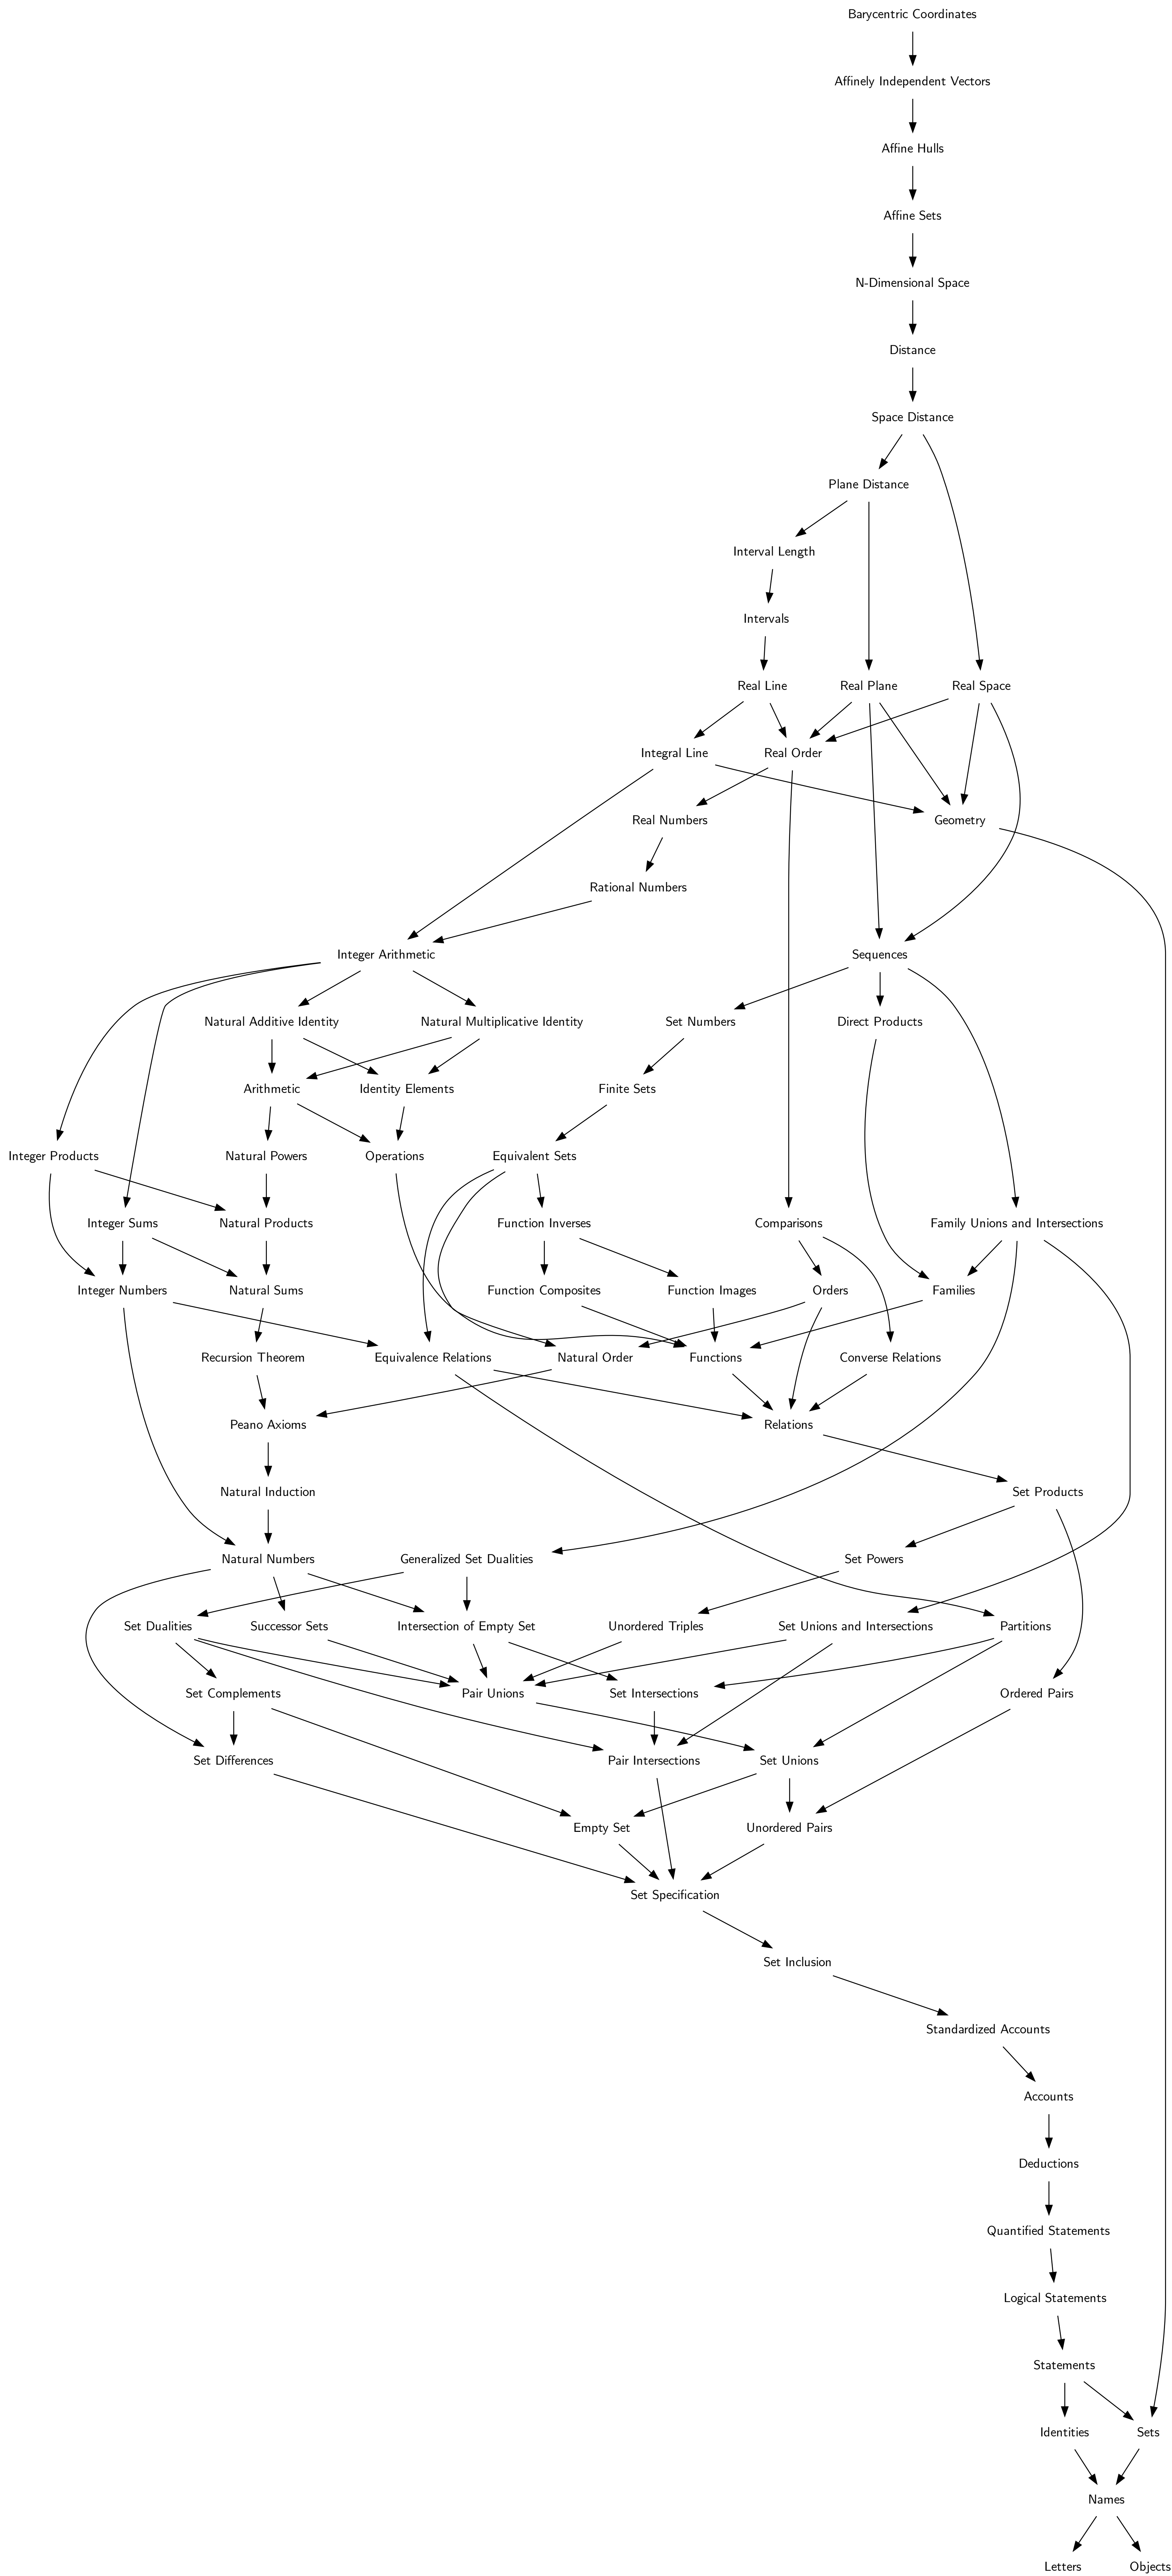 Barycentric Coordinates
Affinely Independent Vectors
Affine Hulls
Affine Sets
N-Dimensional Space
Distance
Space Distance
Plane Distance
Interval Length
Intervals
Real Line
Real Plane
Real Space
Integral Line
Real Order
Real Numbers
Geometry
Rational Numbers
Integer Arithmetic
Sequences
Natural Additive Identity
Natural Multiplicative Identity
Set Numbers
Direct Products
Arithmetic
Identity Elements
Finite Sets
Integer Products
Natural Powers
Operations
Equivalent Sets
Integer Sums
Natural Products
Function Inverses
Comparisons
Family Unions and Intersections
Integer Numbers
Natural Sums
Function Composites
Function Images
Orders
Families
Recursion Theorem
Equivalence Relations
Natural Order
Functions
Converse Relations
Peano Axioms
Relations
Natural Induction
Set Products
Natural Numbers
Generalized Set Dualities
Set Powers
Set Dualities
Successor Sets
Intersection of Empty Set
Unordered Triples
Set Unions and Intersections
Partitions
Set Complements
Pair Unions
Set Intersections
Ordered Pairs
Set Differences
Pair Intersections
Set Unions
Empty Set
Unordered Pairs
Set Specification
Set Inclusion
Standardized Accounts
Accounts
Deductions
Quantified Statements
Logical Statements
Statements
Identities
Sets
Names
Letters
Objects